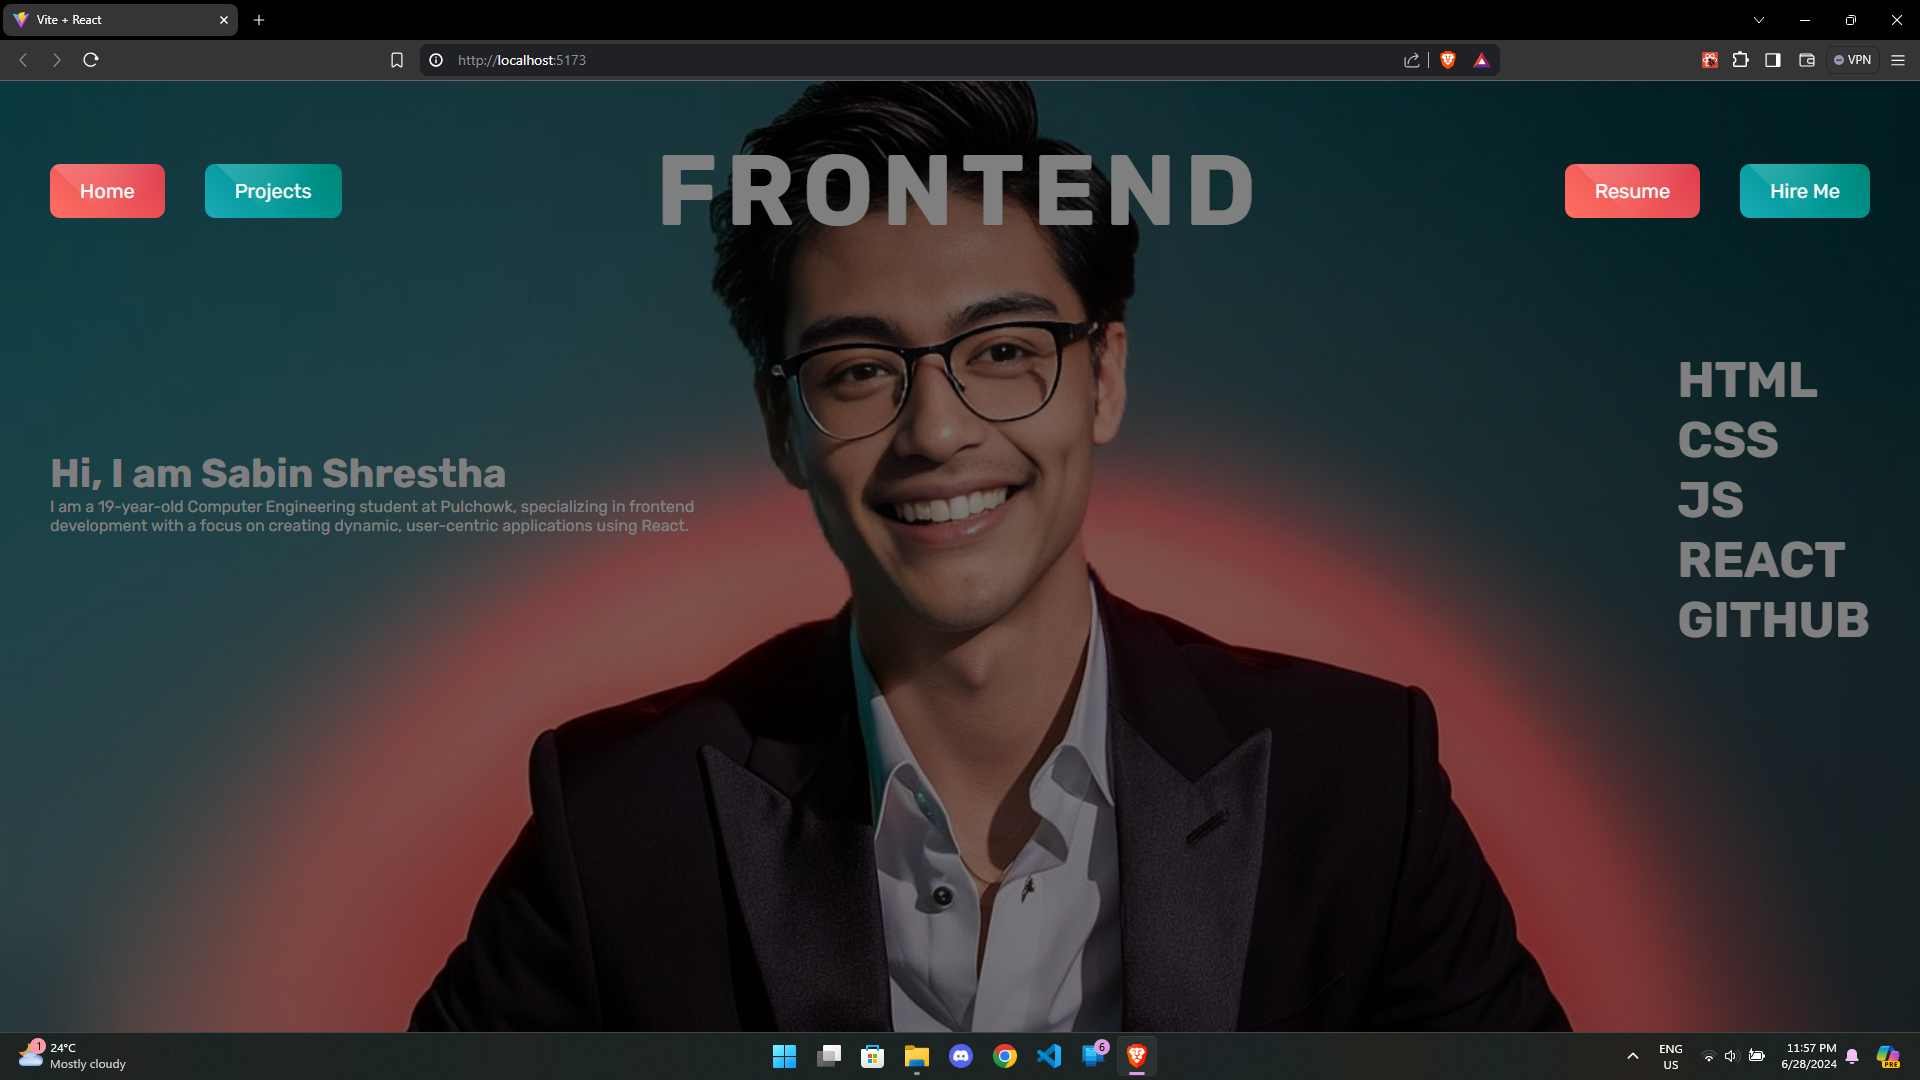 Vite + React
http://localhost:5173
VPN
Home
Projects
FRONTEND
Resume
Hire Me
Hi, I am Sabin Shrestha
I am a 19-year-old Computer Engineering student at Pulchowk, specializing in frontend
development with a focus on creating dynamic, user-centric applications using React.
HTML
CSS
JS
REACT
GITHUB
1
24°C
Mostly cloudy
6
ENG
US
11:57 PM
6/28/2024
PRE